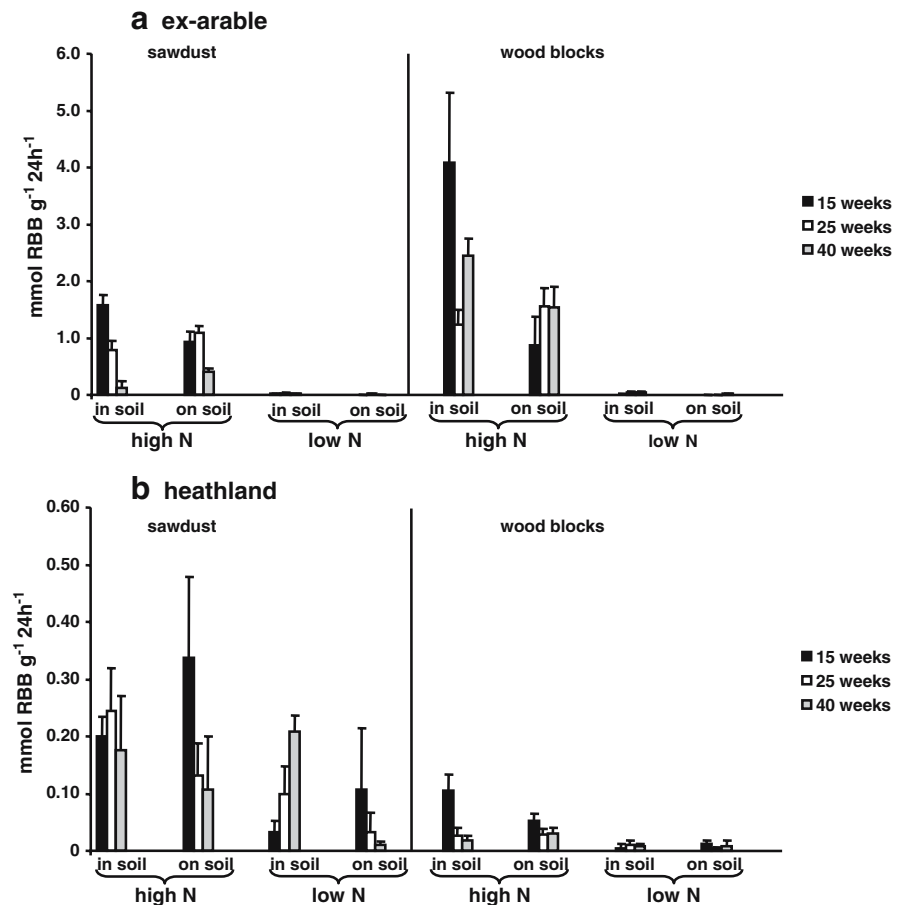 a ex-arable
sawdust
wood blocks
6.0
5.0
4.0
3.0
2.0
1.0
0
mmol RBB g⁻¹ 24h⁻¹
15 weeks
25 weeks
40 weeks
in soil on soil in soil on soil in soil on soil in soil on soil
high N low N high N low N
b heathland
sawdust
wood blocks
0.60
0.50
0.40
0.30
0.20
0.10
0
mmol RBB g⁻¹ 24h⁻¹
15 weeks
25 weeks
40 weeks
in soil on soil in soil on soil in soil on soil in soil on soil
high N low N high N low N